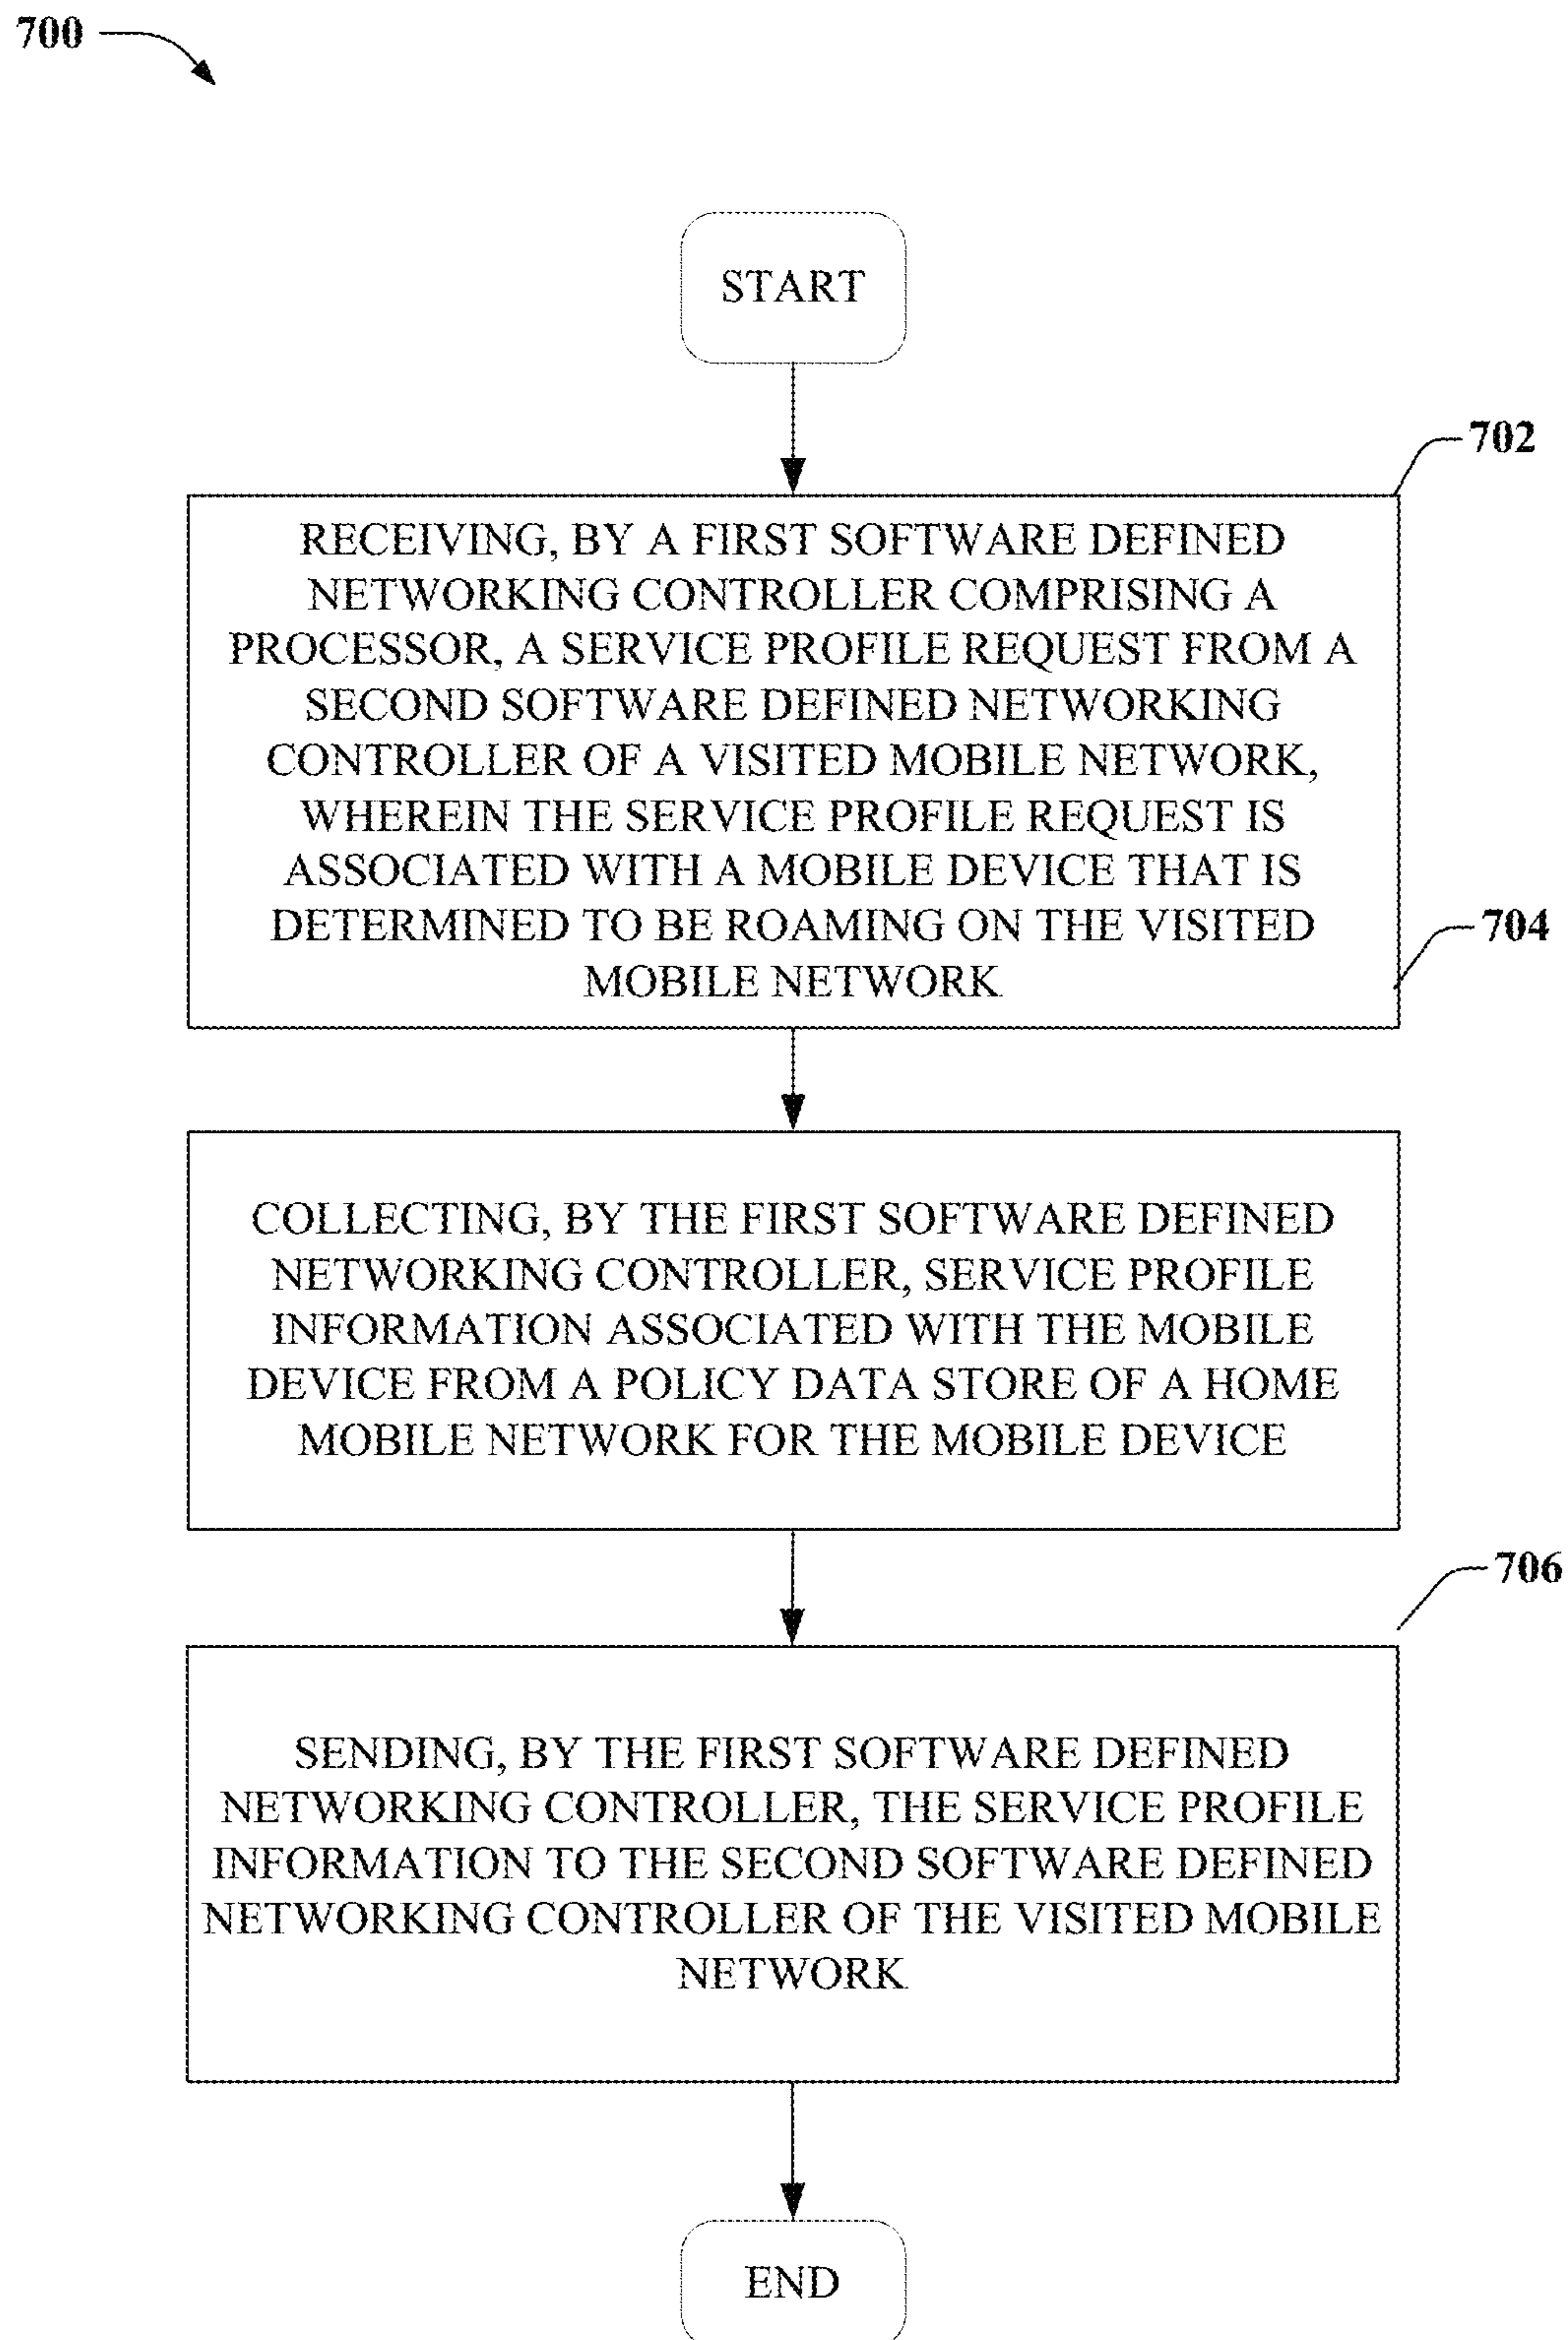 700
START
702
RECEIVING, BY A FIRST SOFTWARE DEFINED
NETWORKING CONTROLLER COMPRISING A
PROCESSOR, A SERVICE PROFILE REQUEST FROM A
SECOND SOFTWARE DEFINED NETWORKING
CONTROLLER OF A VISITED MOBILE NETWORK,
WHEREIN THE SERVICE PROFILE REQUEST IS
ASSOCIATED WITH A MOBILE DEVICE THAT IS
DETERMINED TO BE ROAMING ON THE VISITED
MOBILE NETWORK
704
COLLECTING, BY THE FIRST SOFTWARE DEFINED
NETWORKING CONTROLLER, SERVICE PROFILE
INFORMATION ASSOCIATED WITH THE MOBILE
DEVICE FROM A POLICY DATA STORE OF A HOME
MOBILE NETWORK FOR THE MOBILE DEVICE
706
SENDING, BY THE FIRST SOFTWARE DEFINED
NETWORKING CONTROLLER, THE SERVICE PROFILE
INFORMATION TO THE SECOND SOFTWARE DEFINED
NETWORKING CONTROLLER OF THE VISITED MOBILE
NETWORK
END